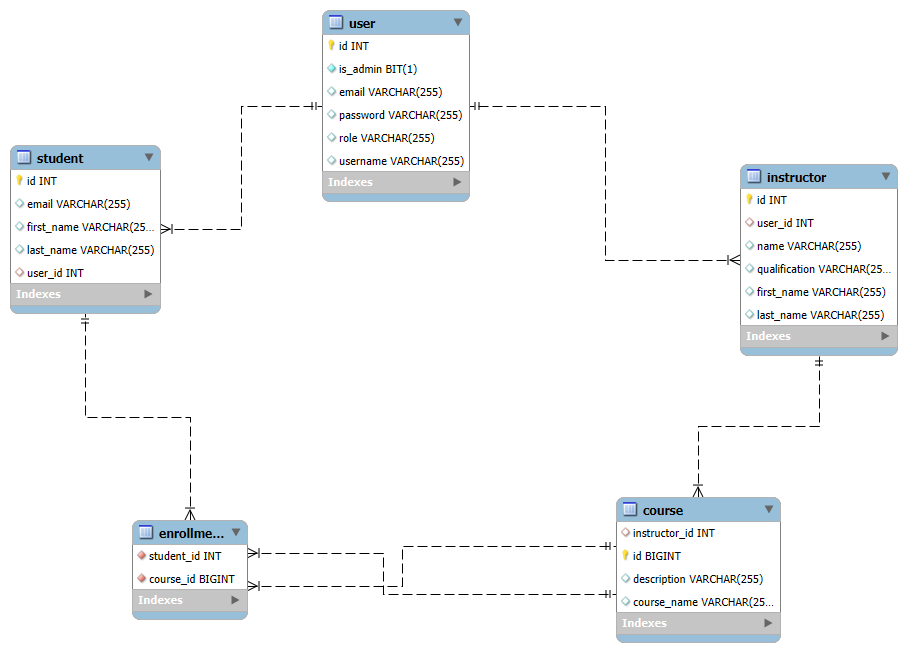 user
id INT
is_admin BIT(1)
email VARCHAR(255)
password VARCHAR(255)
role VARCHAR(255)
username VARCHAR(255)
Indexes
student
id INT
email VARCHAR(255)
first_name VARCHAR(25...
last_name VARCHAR(255)
user_id INT
Indexes
instructor
id INT
user_id INT
name VARCHAR(255)
qualification VARCHAR(25...
first_name VARCHAR(255)
last_name VARCHAR(255)
Indexes
enrollme...
student_id INT
course_id BIGINT
Indexes
course
instructor_id INT
id BIGINT
description VARCHAR(255)
course_name VARCHAR(25...
Indexes